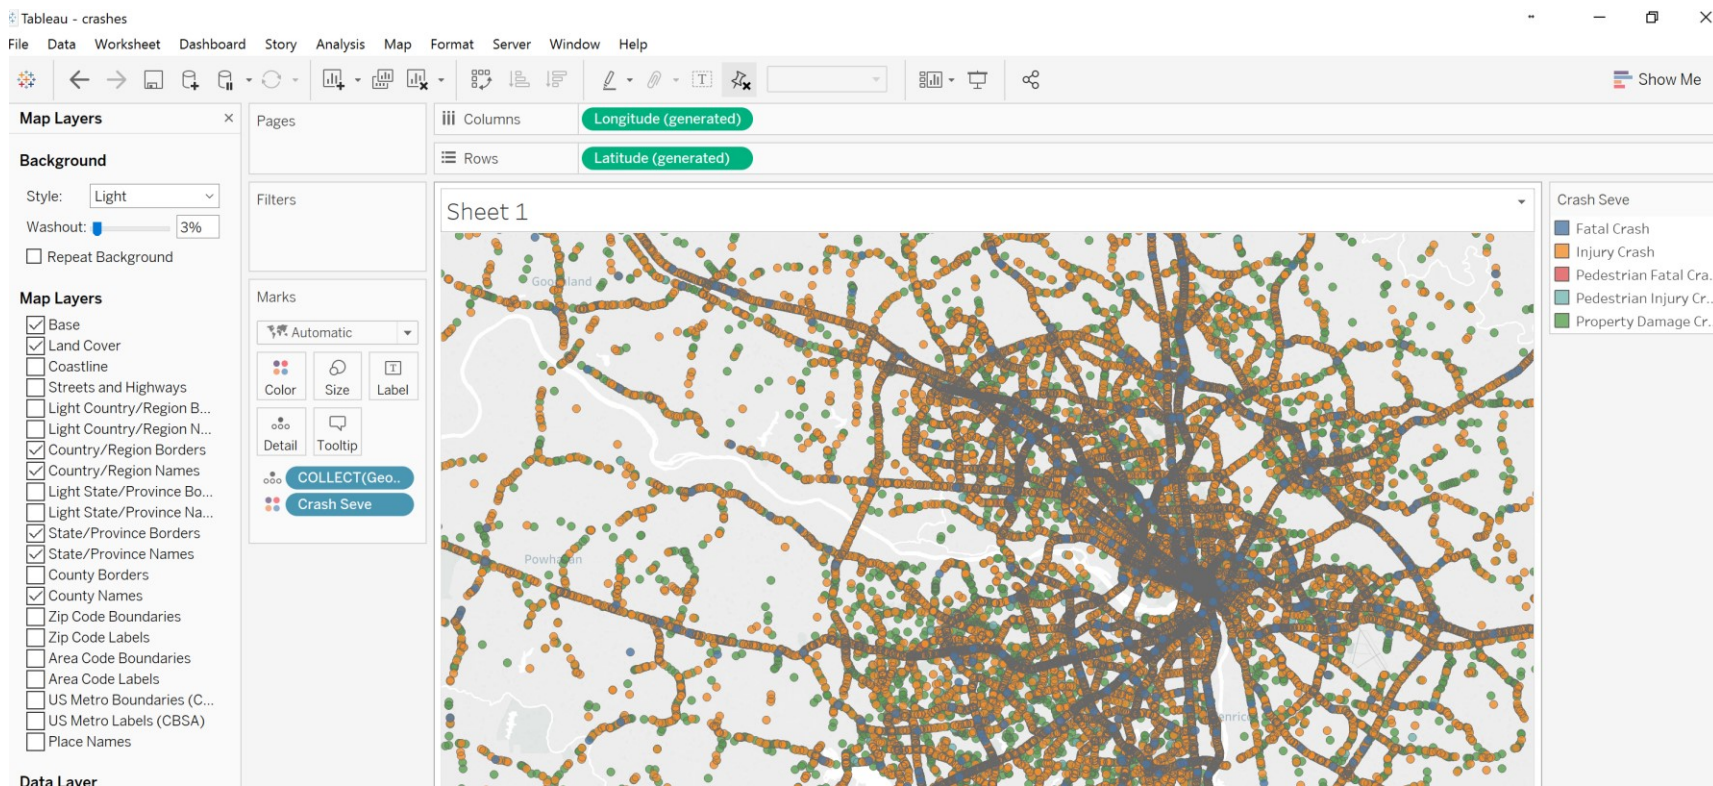 Tableau - crashes
File Data Worksheet Dashboard Story Analysis Map Format Server Window Help
Show Me
Map Layers
Background
Style: Light
Washout: 3%
Repeat Background
Map Layers
Base
Land Cover
Coastline
Streets and Highways
Light Country/Region B...
Light Country/Region N...
Country/Region Borders
Country/Region Names
Light State/Province Bo...
Light State/Province Na...
State/Province Borders
State/Province Names
County Borders
County Names
Zip Code Boundaries
Zip Code Labels
Area Code Boundaries
Area Code Labels
US Metro Boundaries (C...
US Metro Labels (CBSA)
Place Names
Data Layer
Pages
Filters
Marks
Automatic
Color Size Label
Detail Tooltip
COLLECT(Geo..
Crash Seve
Columns Longitude (generated)
Rows Latitude (generated)
Sheet 1
Powhatan
Crash Seve
Fatal Crash
Injury Crash
Pedestrian Fatal Cra..
Pedestrian Injury Cr...
Property Damage Cr..